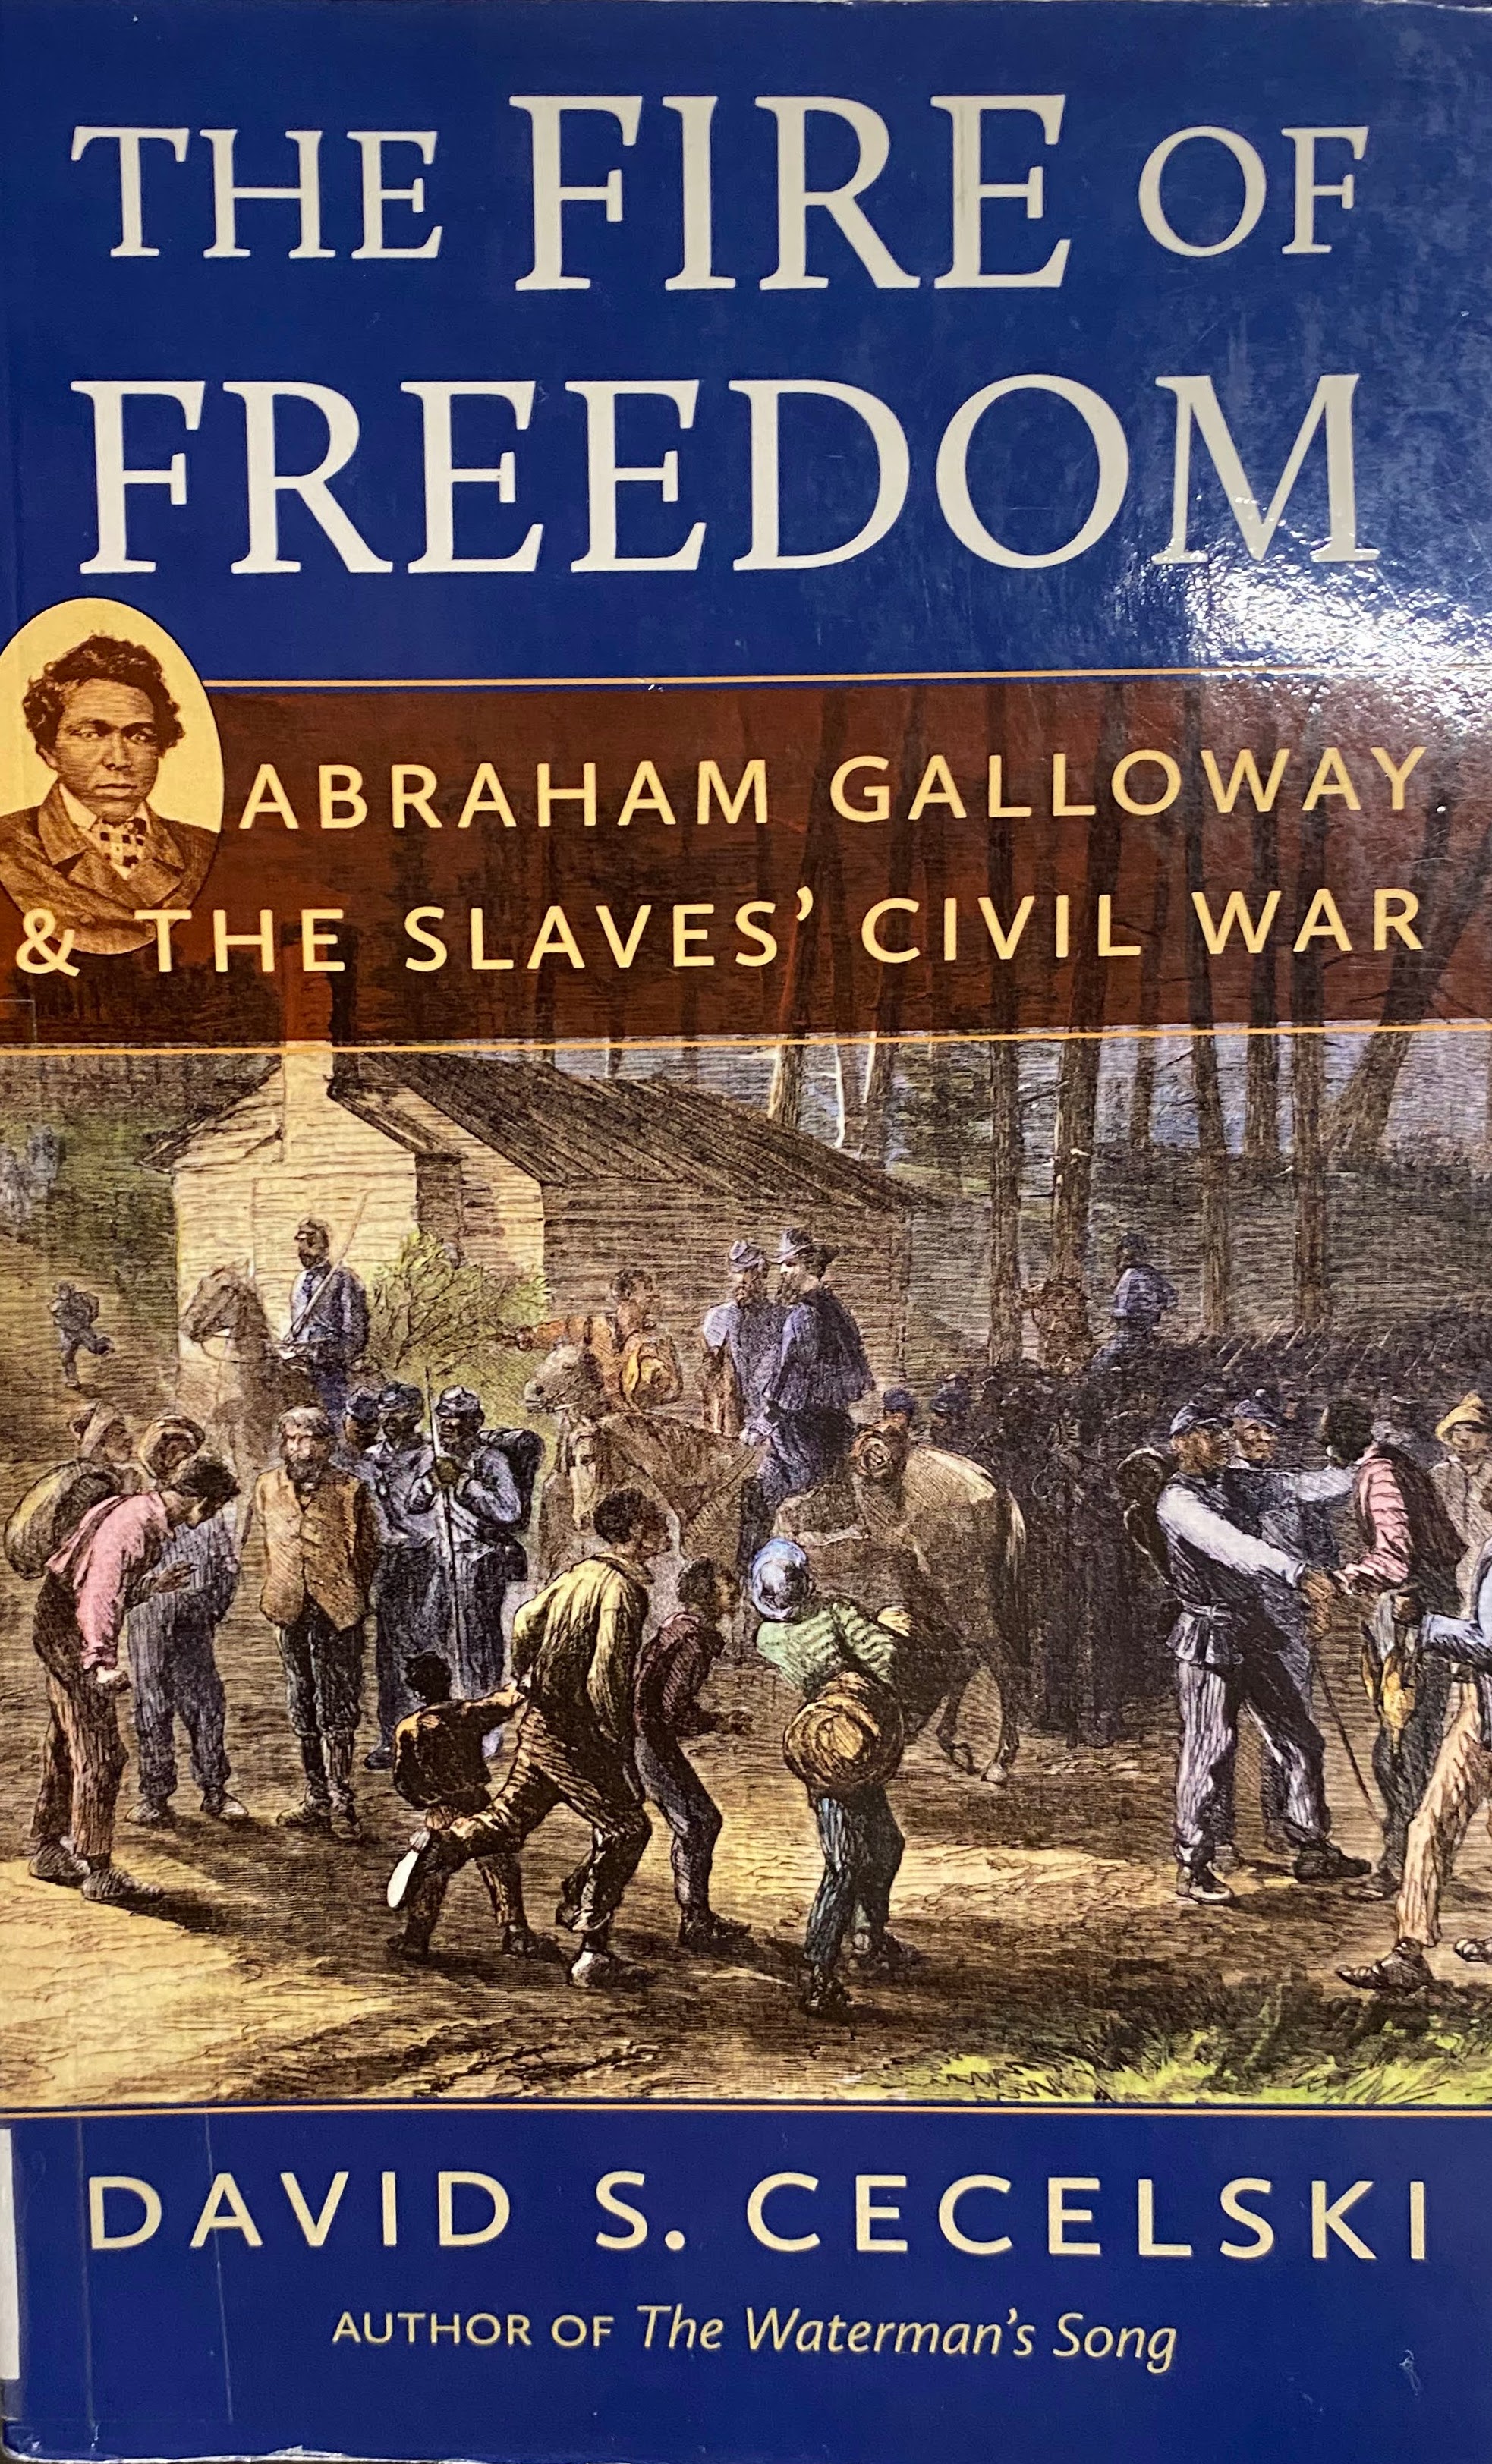 THE FIRE OF
FREEDOM
ABRAHAM GALLOWAY
& THE SLAVES' CIVIL WAR
DAVID S. CECELSKI
AUTHOR OF The Waterman's Song